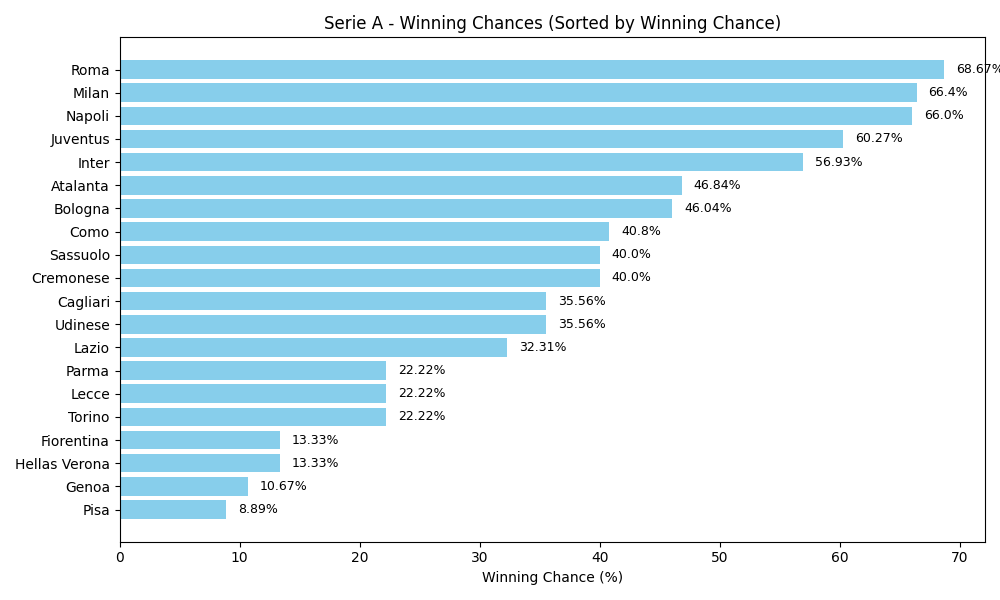 Serie A - Winning Chances (Sorted by Winning Chance)
Roma 68.67%
Milan 66.4%
Napoli 66.0%
Juventus 60.27%
Inter 56.93%
Atalanta 46.84%
Bologna 46.04%
Como 40.8%
Sassuolo 40.0%
Cremonese 40.0%
Cagliari 35.56%
Udinese 35.56%
Lazio 32.31%
Parma 22.22%
Lecce 22.22%
Torino 22.22%
Fiorentina 13.33%
Hellas Verona 13.33%
Genoa 10.67%
Pisa 8.89%
0 10 20 30 40 50 60 70
Winning Chance (%)